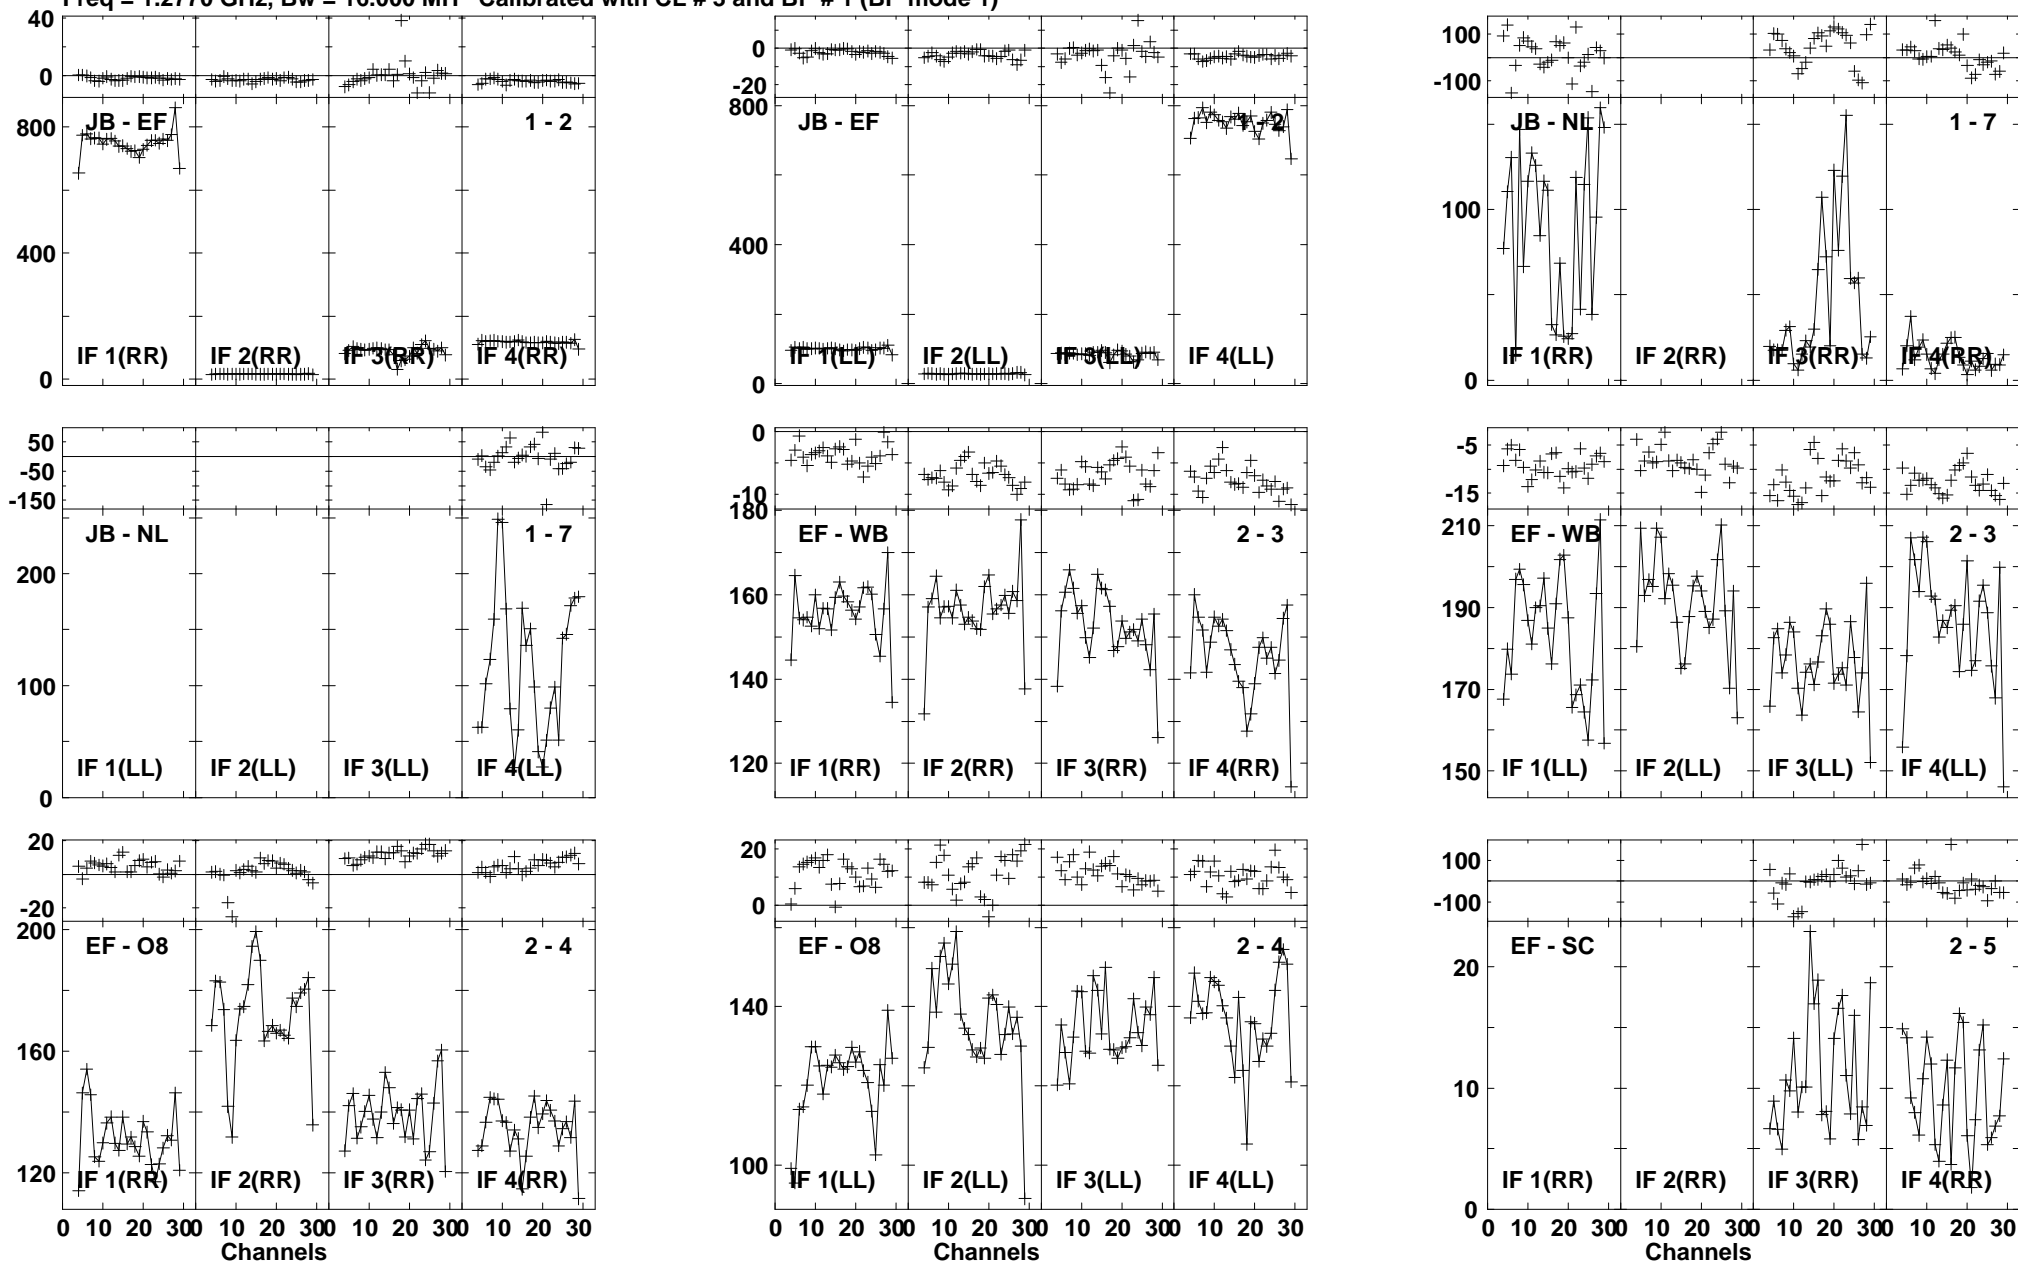 Freq = 1.2770 GHz, Bw = 16.000 MH Calibrated with CL # 3 and BP # 1 (BP mode 1)
40
0
800
400
0
JB - EF
1 - 2
IF 1(RR)
IF 2(RR)
IF 3(RR)
IF 4(RR)
0
-20
800
400
0
JB - EF
1 - 2
IF 1(LL)
IF 2(LL)
IF 3(LL)
IF 4(LL)
100
-100
100
0
JB - NL
1 - 7
IF 1(RR)
IF 2(RR)
IF 3(RR)
IF 4(RR)
50
-50
-150
200
100
0
JB - NL
1 - 7
IF 1(LL)
IF 2(LL)
IF 3(LL)
IF 4(LL)
0
-10
180
160
140
120
EF - WB
2 - 3
IF 1(RR)
IF 2(RR)
IF 3(RR)
IF 4(RR)
-5
-15
210
190
170
150
EF - WB
2 - 3
IF 1(LL)
IF 2(LL)
IF 3(LL)
IF 4(LL)
20
0
-20
200
160
120
EF - O8
2 - 4
IF 1(RR)
IF 2(RR)
IF 3(RR)
IF 4(RR)
0 10 20 30 0 10 20 30 0 10 20 30 0 10 20 30
Channels
20
0
140
100
EF - O8
2 - 4
IF 1(LL)
IF 2(LL)
IF 3(LL)
IF 4(LL)
0 10 20 30 0 10 20 30 0 10 20 30 0 10 20 30
Channels
100
-100
20
10
0
EF - SC
2 - 5
IF 1(RR)
IF 2(RR)
IF 3(RR)
IF 4(RR)
0 10 20 30 0 10 20 30 0 10 20 30 0 10 20 30
Channels